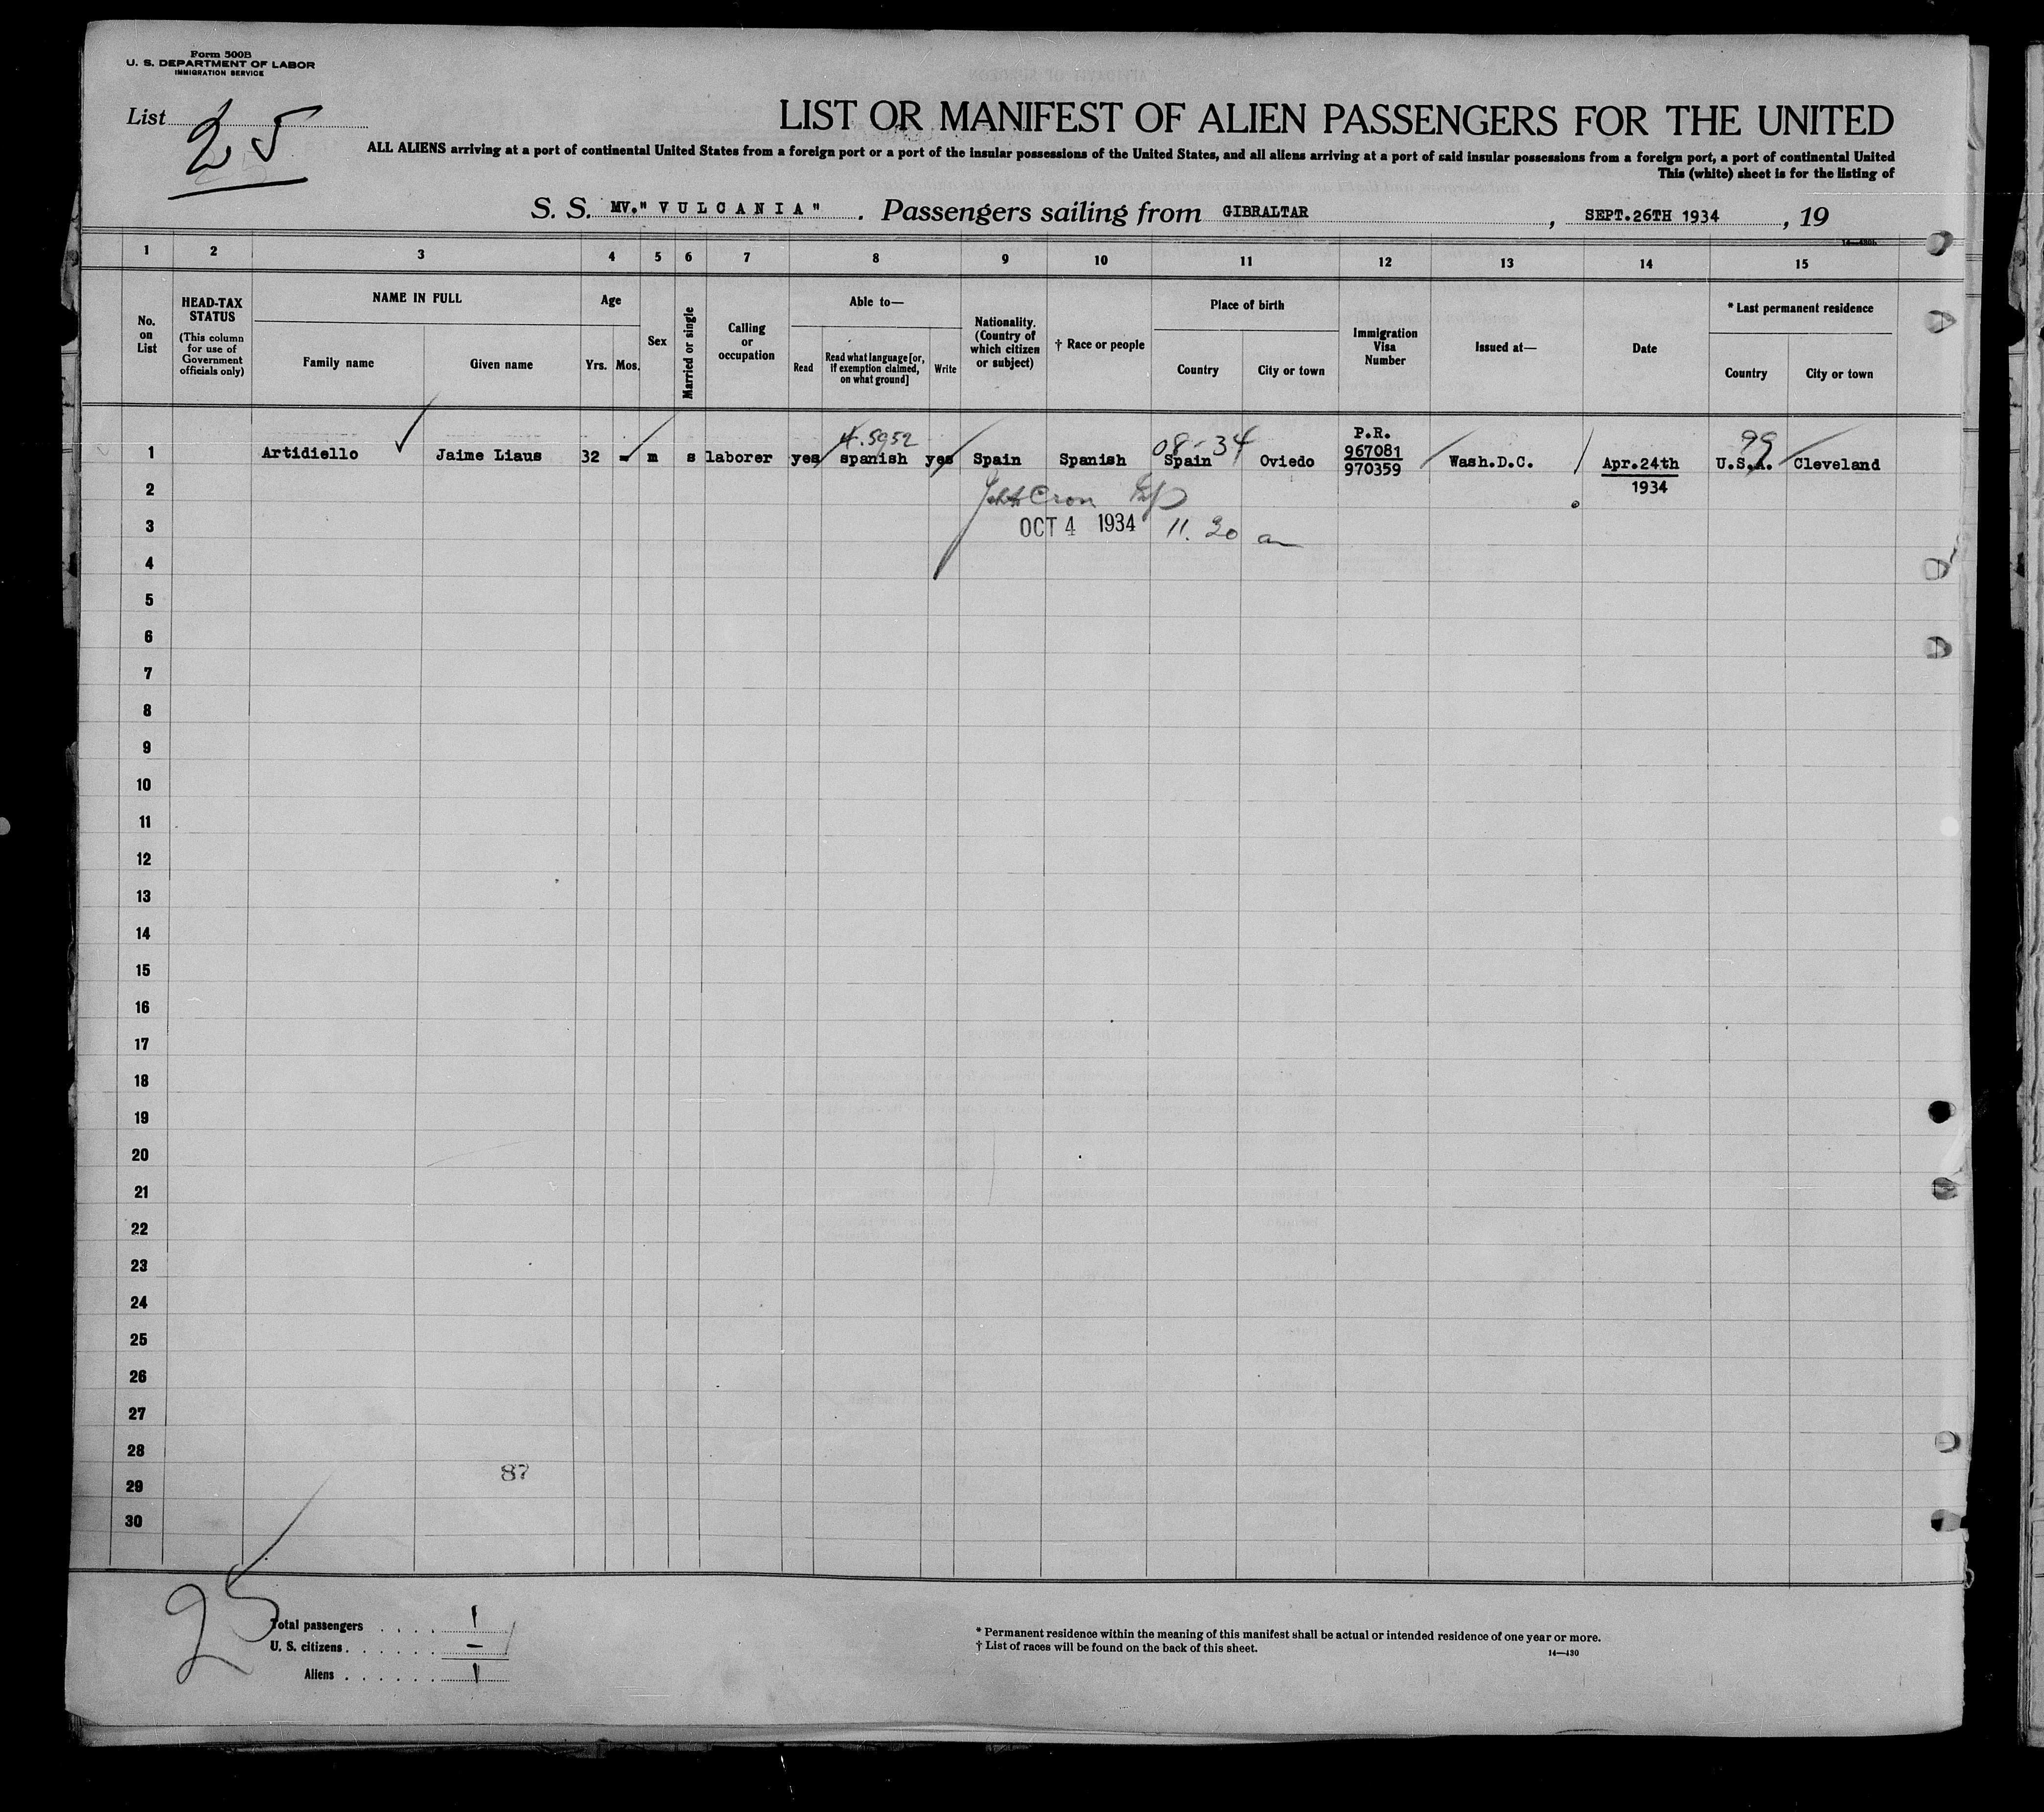 Form 500B
U. S. DEPARTMENT OF LABOR
IMMIGRATION SERVICE
List 25
LIST OR MANIFEST OF ALIEN PASSENGERS FOR THE UNITED
ALL ALIENS arriving at a port of continental United States from a foreign port or a port of the insular possessions of the United States, and all aliens arriving at a port of said insular possessions from a foreign port, a port of continental United
This (white) sheet is for the listing of
S. S. MV."VULCANIA". Passengers sailing from GIBRALTAR, SEPT.26TH 1934, 19
14—430b
1 2 3 4 5 6 7 8 9 10 11 12 13 14 15
No. on List
HEAD-TAX STATUS
(This column for use of Government officials only)
NAME IN FULL
Family name Given name
Age
Yrs. Mos.
Sex
Married or single
Calling or occupation
Able to—
Read Read what language [or, if exemption claimed, on what ground] Write
Nationality. (Country of which citizen or subject)
† Race or people
Place of birth
Country City or town
Immigration Visa Number
Issued at—
Date
* Last permanent residence
Country City or town
4.5952 08-34 P.R. 99
1 Artidiello Jaime Liaus 32 - m s laborer yes spanish yes Spain Spanish Spain Oviedo 967081 Wash.D.C. Apr.24th U.S.A. Cleveland
970359
2 1934
3 OCT 4 1934 11.20 am
4
5
6
7
8
9
10
11
12
13
14
15
16
17
18
19
20
21
22
23
24
25
26
27
28
87
29
30
25
Total passengers . . . . 1
U. S. citizens . . . . . . —
Aliens . . . . . . 1
* Permanent residence within the meaning of this manifest shall be actual or intended residence of one year or more.
† List of races will be found on the back of this sheet.
14—430